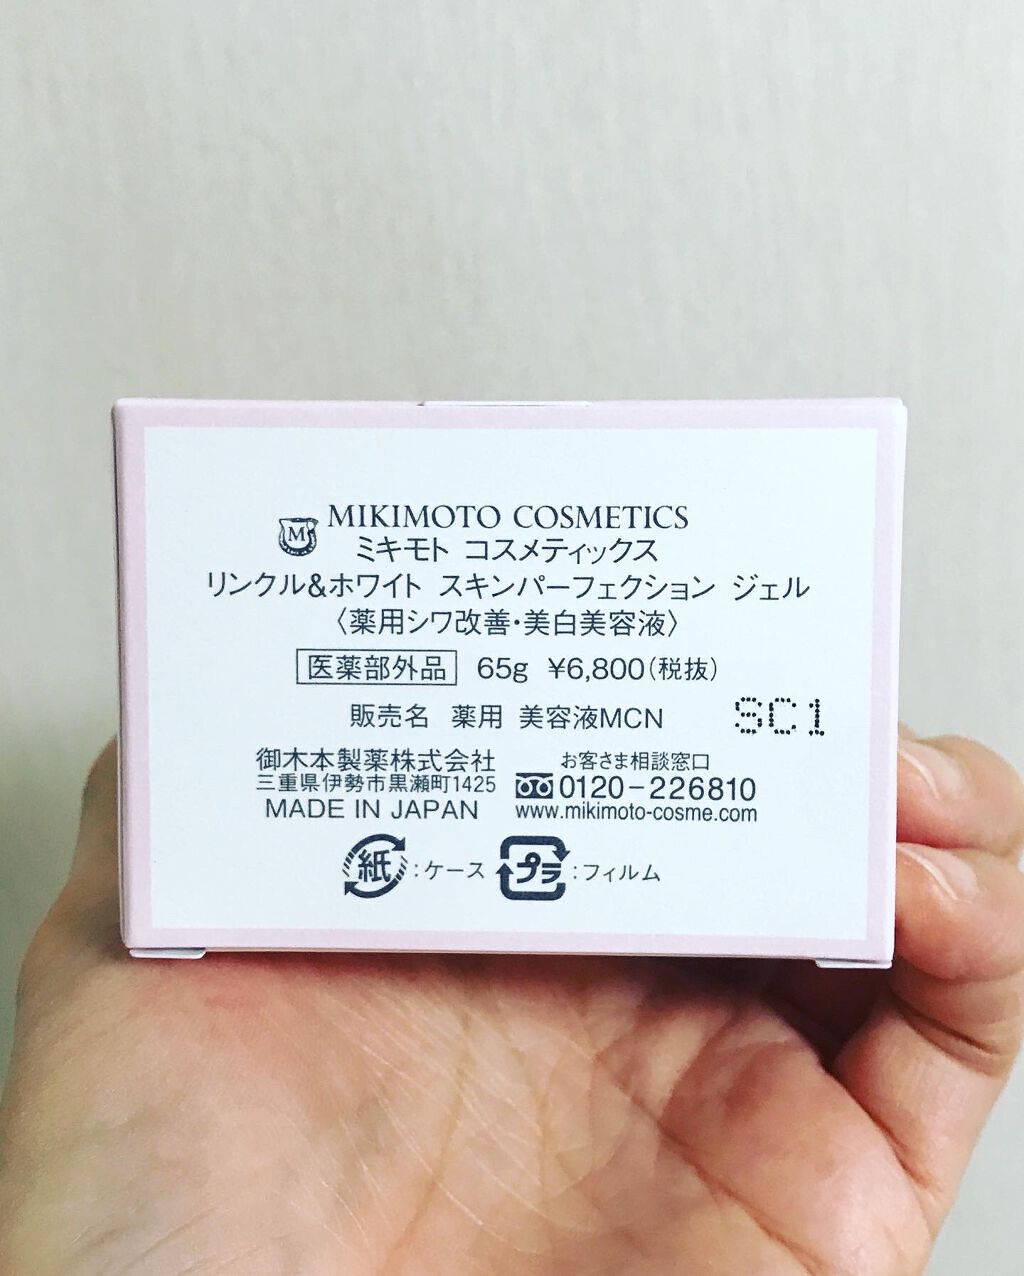 MIKIMOTO COSMETICS
M
ミキモト コスメティックス
リンクル&ホワイト スキンパーフェクション ジェル
〈薬用シワ改善・美白美容液〉
医薬部外品 65g ¥6,800(税抜)
販売名 薬用 美容液MCN
SC1
御木本製薬株式会社
三重県伊勢市黒瀬町1425
MADE IN JAPAN
お客さま相談窓口
0120-226810
www.mikimoto-cosme.com
紙:ケース プラ:フィルム